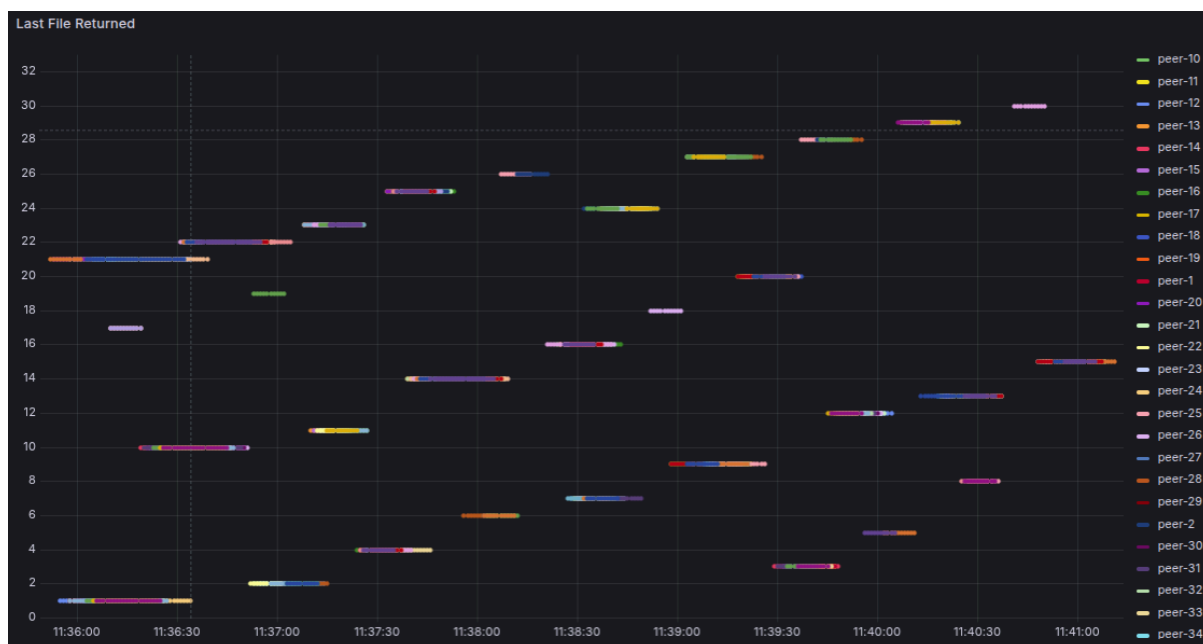 Last File Returned
32
30
28
26
24
22
20
18
16
14
12
10
8
6
4
2
0
11:36:00 11:36:30 11:37:00 11:37:30 11:38:00 11:38:30 11:39:00 11:39:30 11:40:00 11:40:30 11:41:00
peer-10
peer-11
peer-12
peer-13
peer-14
peer-15
peer-16
peer-17
peer-18
peer-19
peer-1
peer-20
peer-21
peer-22
peer-23
peer-24
peer-25
peer-26
peer-27
peer-28
peer-29
peer-2
peer-30
peer-31
peer-32
peer-33
peer-34